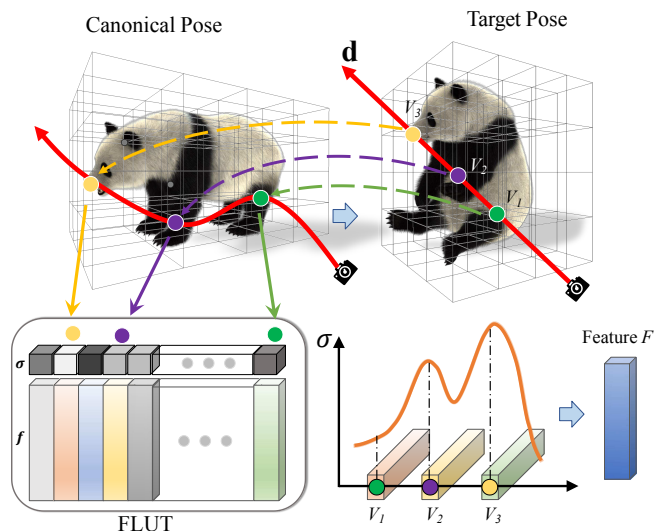 Canonical Pose
Target Pose
d
V3
V2
V1
σ
f
FLUT
σ
V1
V2
V3
Feature F